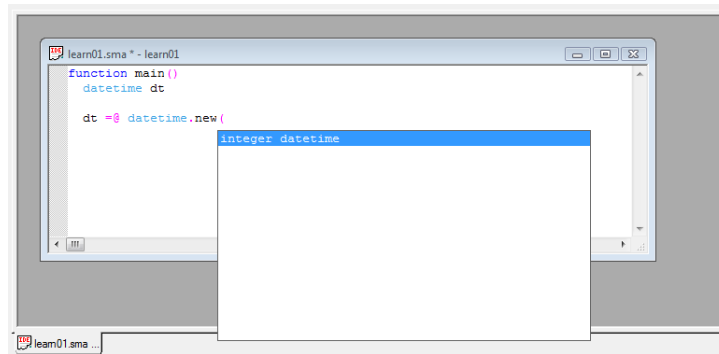 learn01.sma * - learn01
function main()
datetime dt
dt =@ datetime.new(
integer datetime
learn01.sma ...